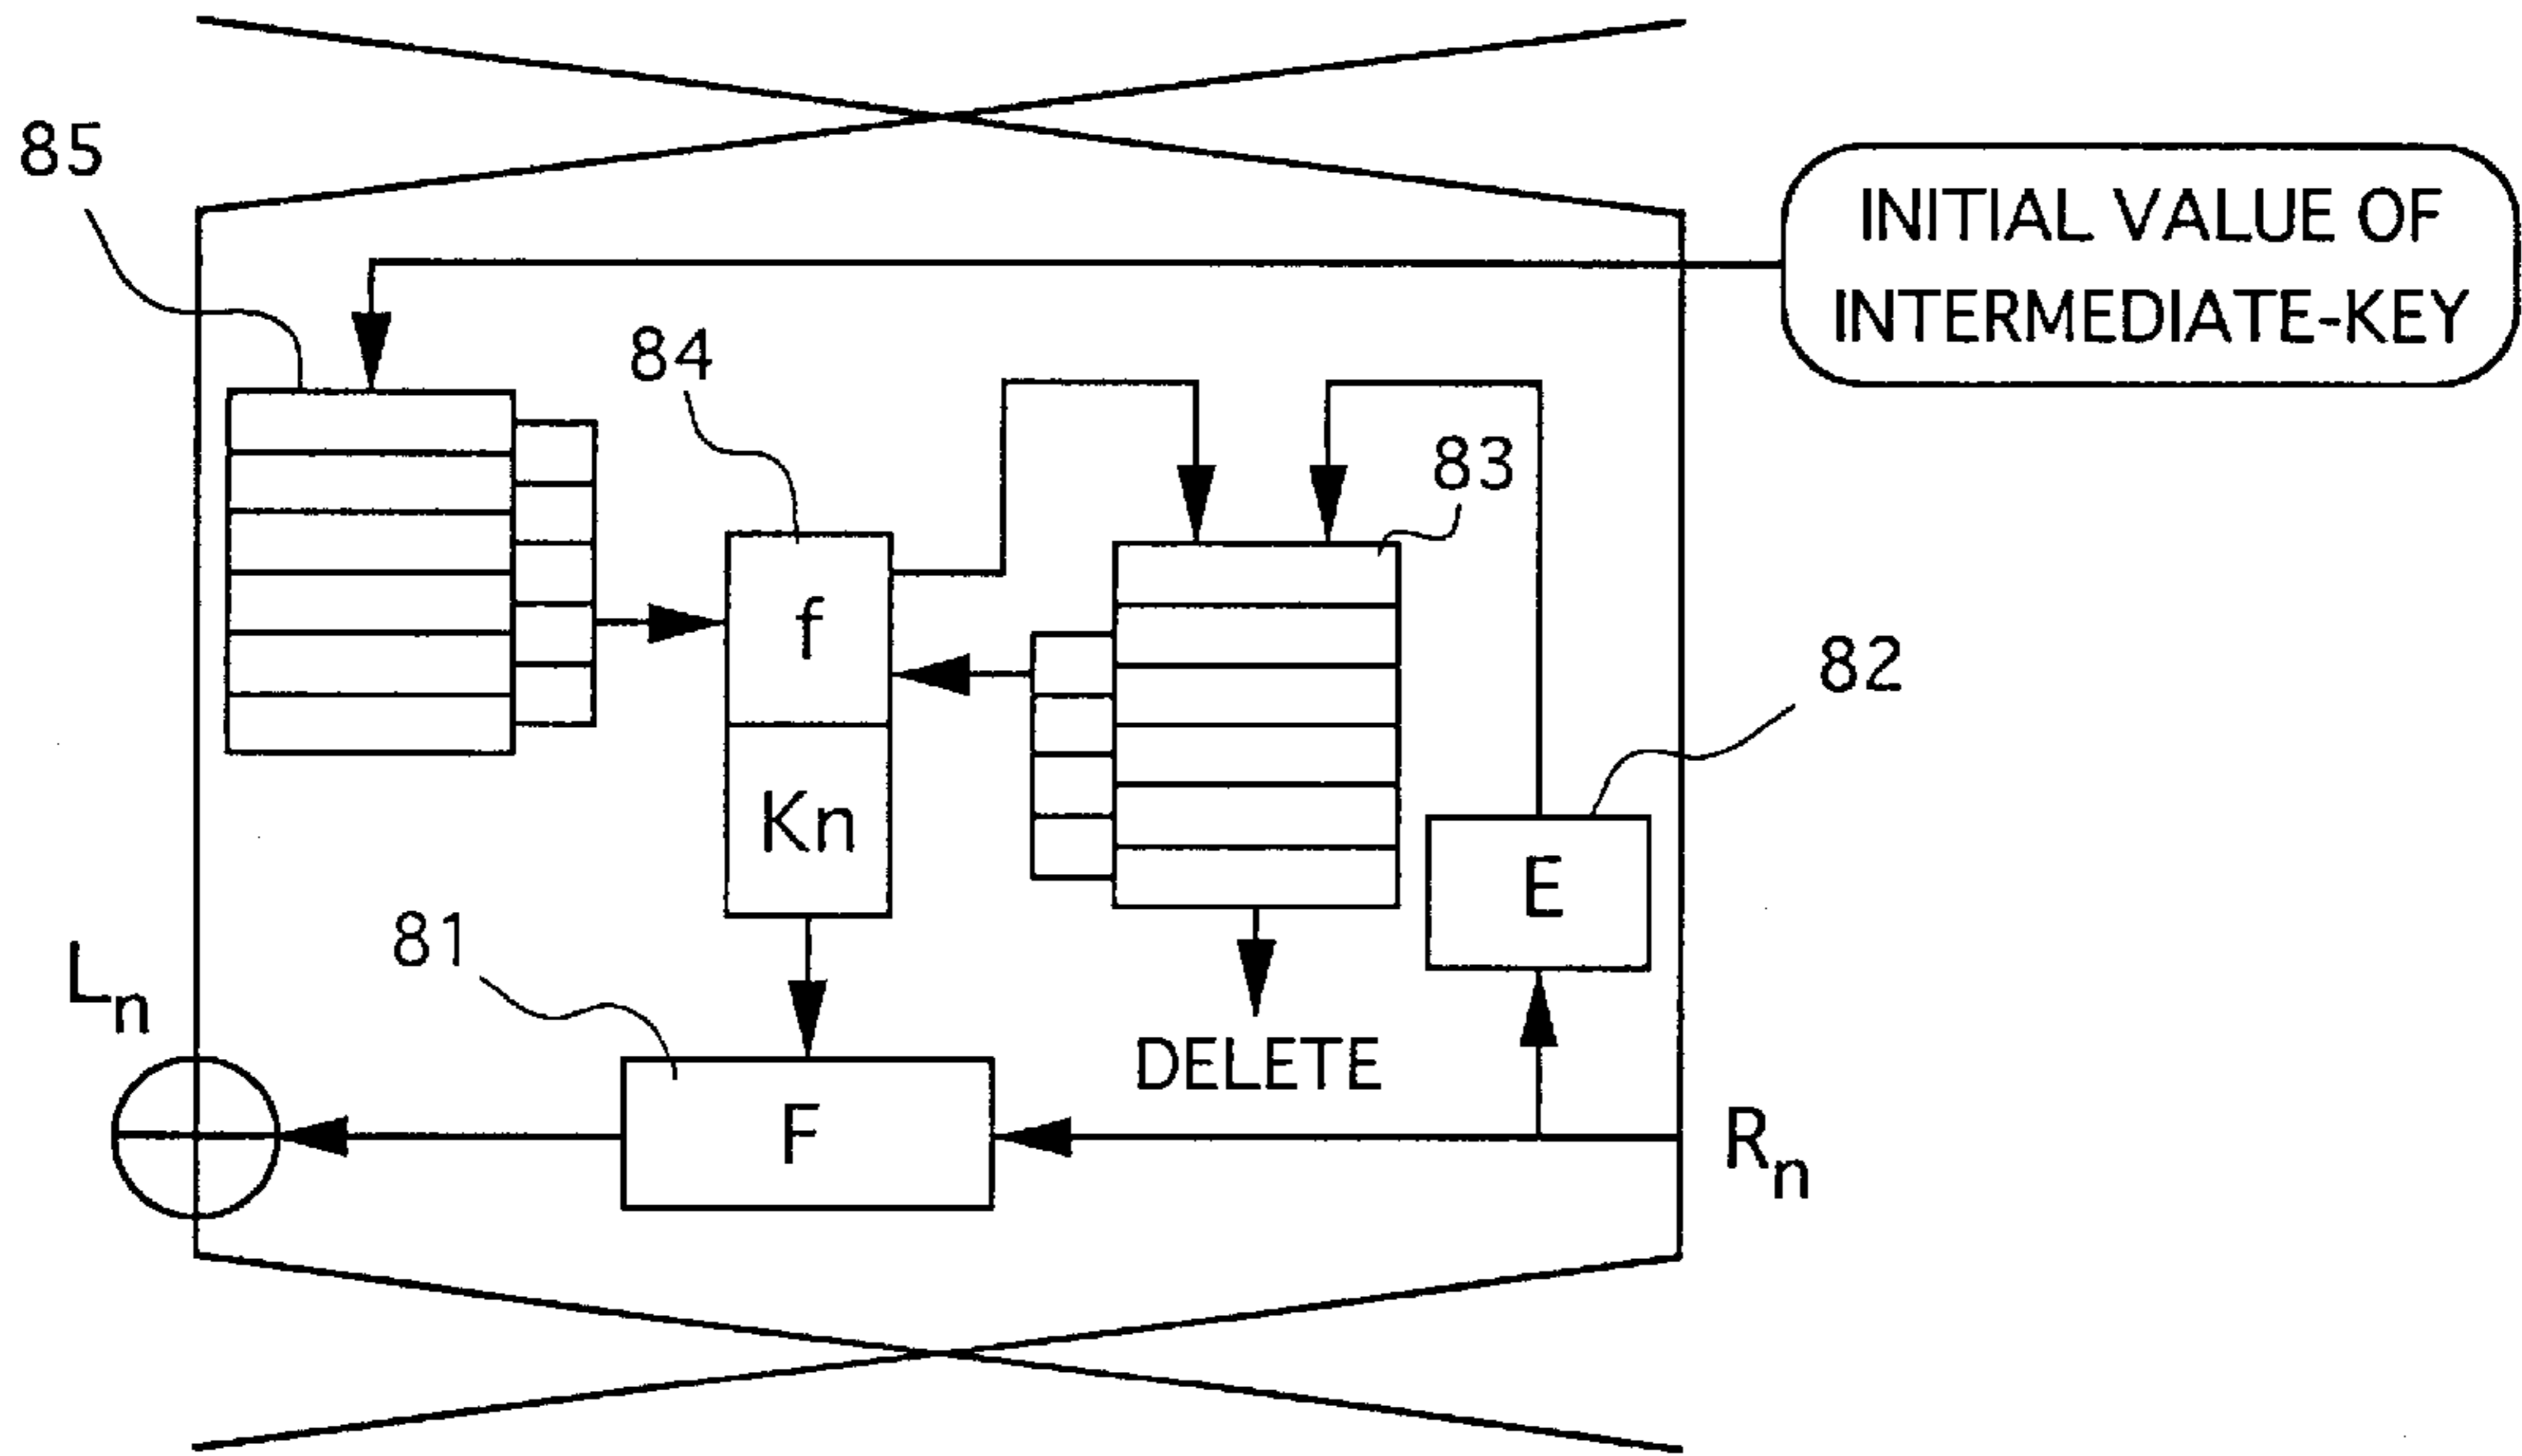 85
INITIAL VALUE OF
INTERMEDIATE-KEY
84
83
f
82
Kn
E
81
Ln
DELETE
F
Rn